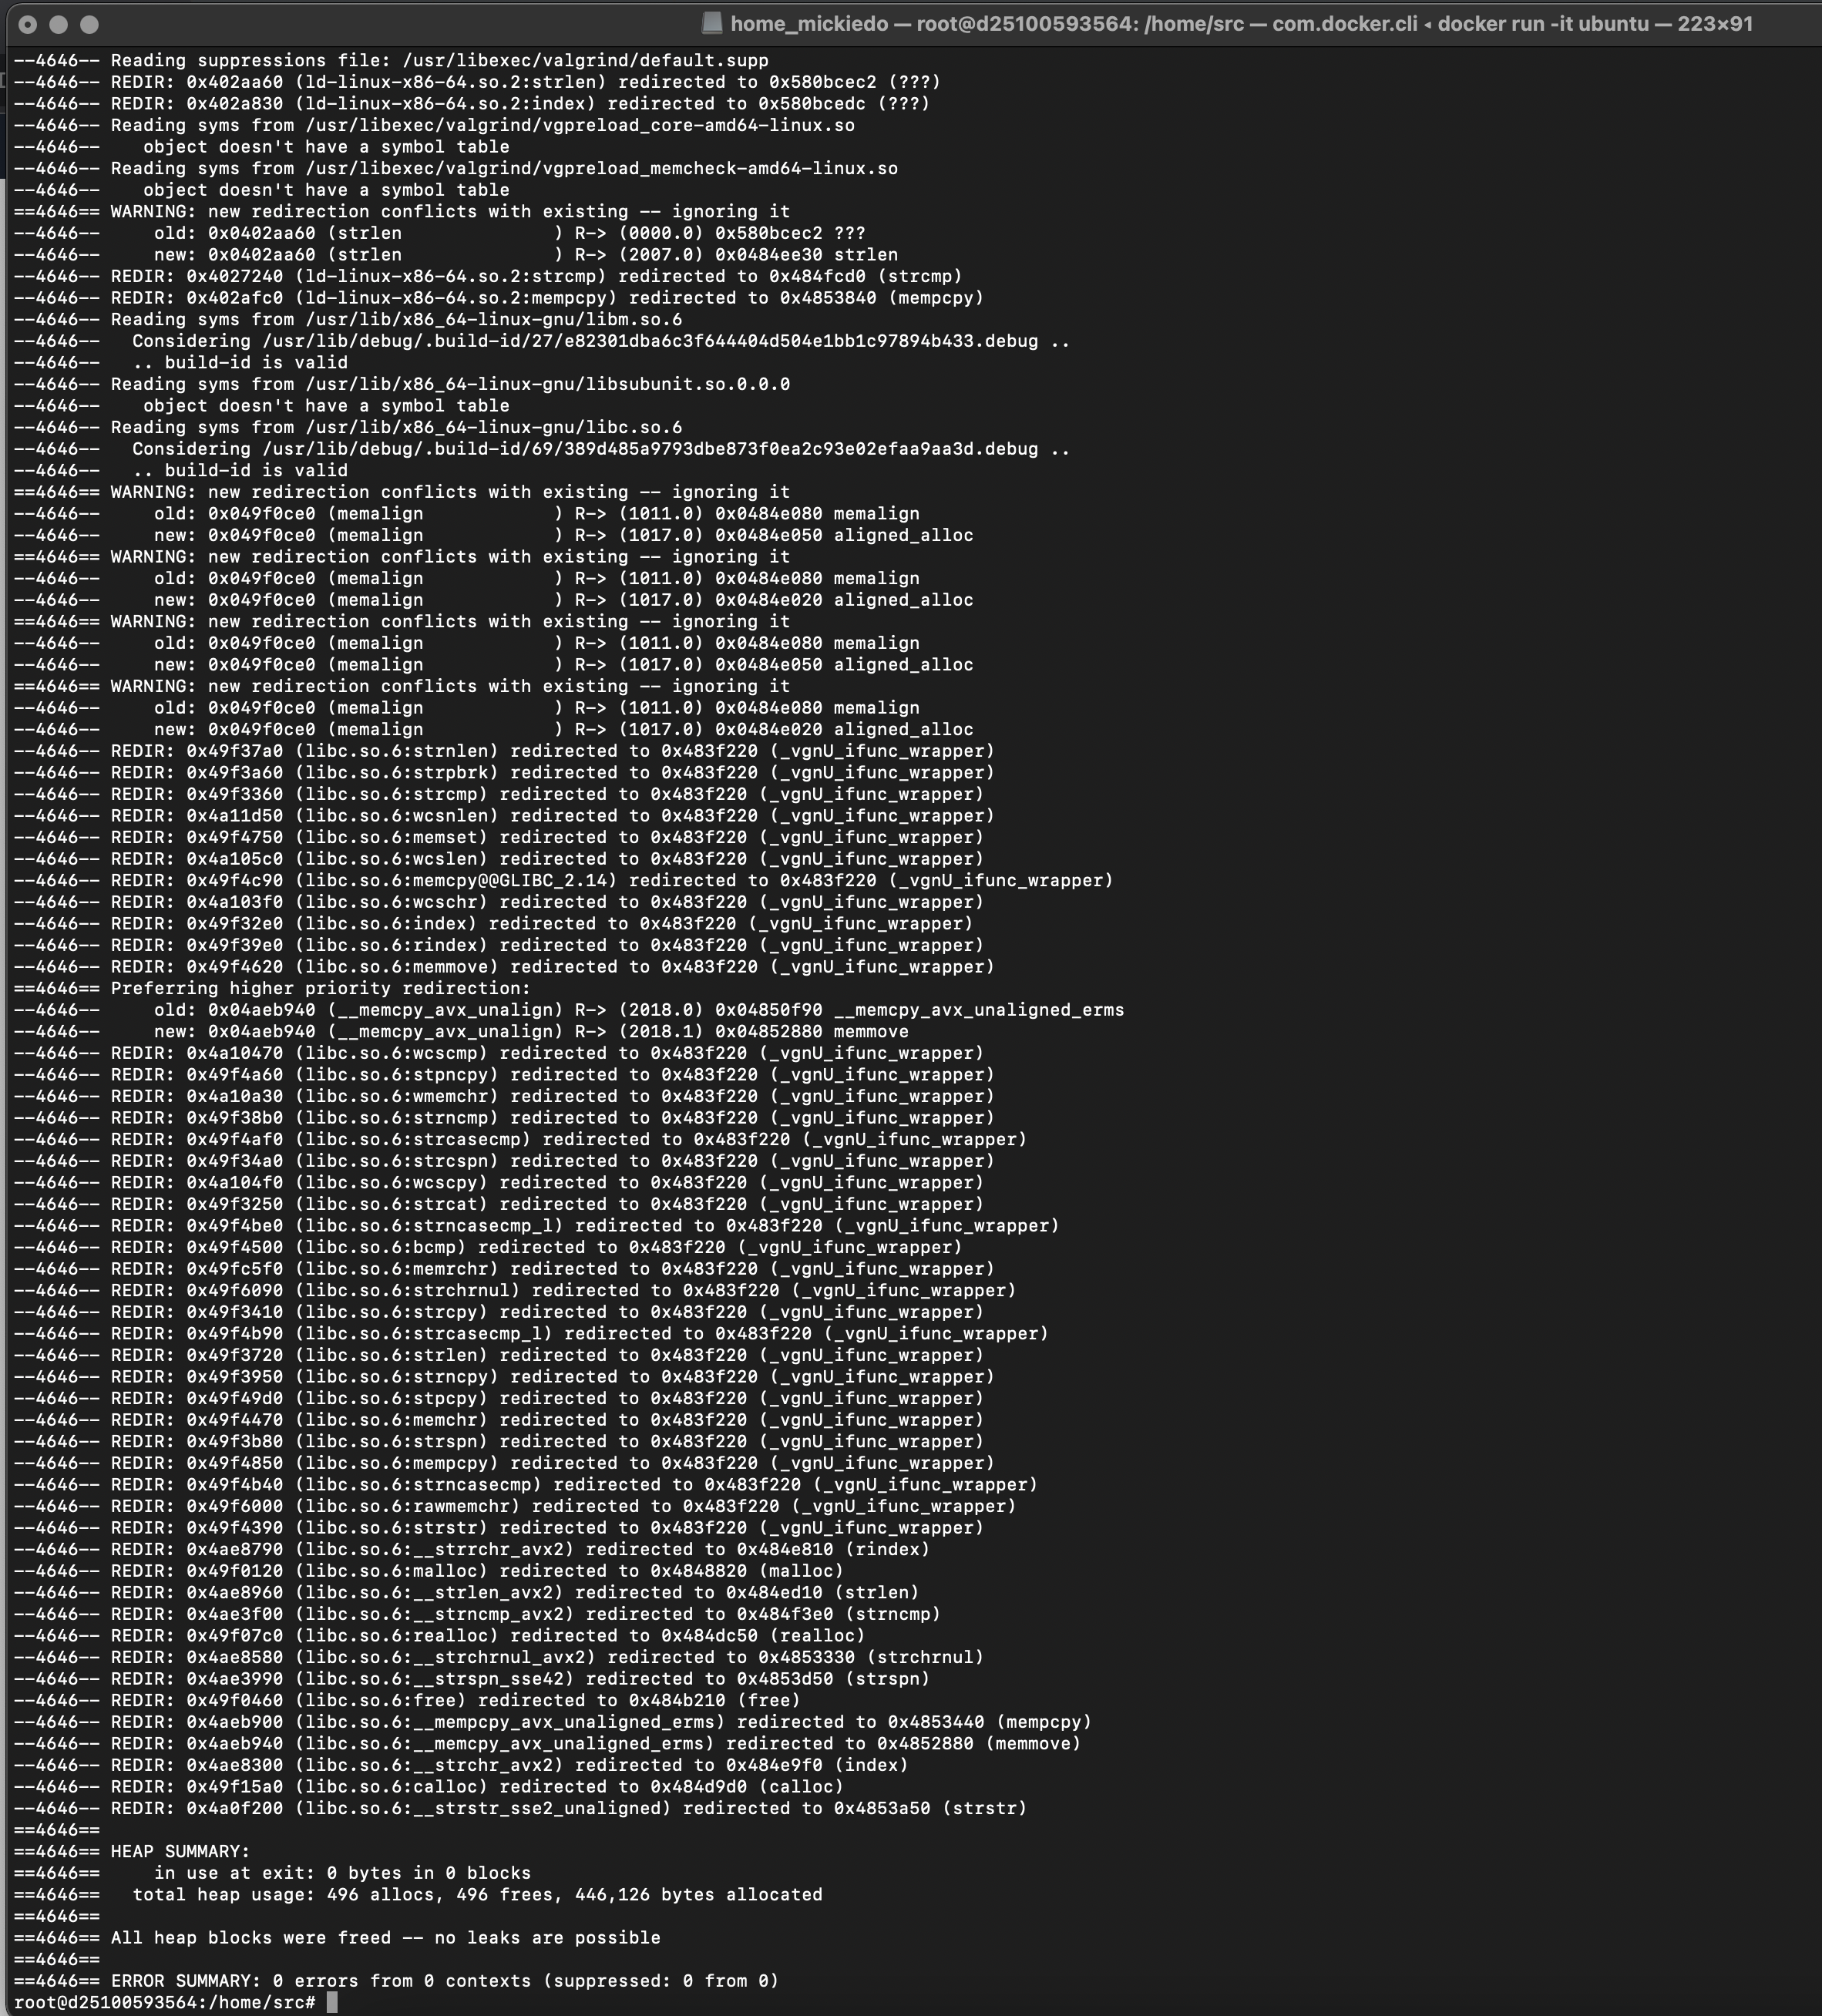 home_mickiedo — root@d25100593564: /home/src — com.docker.cli ◂ docker run -it ubuntu — 223×91
--4646-- Reading suppressions file: /usr/libexec/valgrind/default.supp
--4646-- REDIR: 0x402aa60 (ld-linux-x86-64.so.2:strlen) redirected to 0x580bcec2 (???)
--4646-- REDIR: 0x402a830 (ld-linux-x86-64.so.2:index) redirected to 0x580bcedc (???)
--4646-- Reading syms from /usr/libexec/valgrind/vgpreload_core-amd64-linux.so
--4646--    object doesn't have a symbol table
--4646-- Reading syms from /usr/libexec/valgrind/vgpreload_memcheck-amd64-linux.so
--4646--    object doesn't have a symbol table
==4646== WARNING: new redirection conflicts with existing -- ignoring it
--4646--     old: 0x0402aa60 (strlen              ) R-> (0000.0) 0x580bcec2 ???
--4646--     new: 0x0402aa60 (strlen              ) R-> (2007.0) 0x0484ee30 strlen
--4646-- REDIR: 0x4027240 (ld-linux-x86-64.so.2:strcmp) redirected to 0x484fcd0 (strcmp)
--4646-- REDIR: 0x402afc0 (ld-linux-x86-64.so.2:mempcpy) redirected to 0x4853840 (mempcpy)
--4646-- Reading syms from /usr/lib/x86_64-linux-gnu/libm.so.6
--4646--   Considering /usr/lib/debug/.build-id/27/e82301dba6c3f644404d504e1bb1c97894b433.debug ..
--4646--   .. build-id is valid
--4646-- Reading syms from /usr/lib/x86_64-linux-gnu/libsubunit.so.0.0.0
--4646--    object doesn't have a symbol table
--4646-- Reading syms from /usr/lib/x86_64-linux-gnu/libc.so.6
--4646--   Considering /usr/lib/debug/.build-id/69/389d485a9793dbe873f0ea2c93e02efaa9aa3d.debug ..
--4646--   .. build-id is valid
==4646== WARNING: new redirection conflicts with existing -- ignoring it
--4646--     old: 0x049f0ce0 (memalign            ) R-> (1011.0) 0x0484e080 memalign
--4646--     new: 0x049f0ce0 (memalign            ) R-> (1017.0) 0x0484e050 aligned_alloc
==4646== WARNING: new redirection conflicts with existing -- ignoring it
--4646--     old: 0x049f0ce0 (memalign            ) R-> (1011.0) 0x0484e080 memalign
--4646--     new: 0x049f0ce0 (memalign            ) R-> (1017.0) 0x0484e020 aligned_alloc
==4646== WARNING: new redirection conflicts with existing -- ignoring it
--4646--     old: 0x049f0ce0 (memalign            ) R-> (1011.0) 0x0484e080 memalign
--4646--     new: 0x049f0ce0 (memalign            ) R-> (1017.0) 0x0484e050 aligned_alloc
==4646== WARNING: new redirection conflicts with existing -- ignoring it
--4646--     old: 0x049f0ce0 (memalign            ) R-> (1011.0) 0x0484e080 memalign
--4646--     new: 0x049f0ce0 (memalign            ) R-> (1017.0) 0x0484e020 aligned_alloc
--4646-- REDIR: 0x49f37a0 (libc.so.6:strnlen) redirected to 0x483f220 (_vgnU_ifunc_wrapper)
--4646-- REDIR: 0x49f3a60 (libc.so.6:strpbrk) redirected to 0x483f220 (_vgnU_ifunc_wrapper)
--4646-- REDIR: 0x49f3360 (libc.so.6:strcmp) redirected to 0x483f220 (_vgnU_ifunc_wrapper)
--4646-- REDIR: 0x4a11d50 (libc.so.6:wcsnlen) redirected to 0x483f220 (_vgnU_ifunc_wrapper)
--4646-- REDIR: 0x49f4750 (libc.so.6:memset) redirected to 0x483f220 (_vgnU_ifunc_wrapper)
--4646-- REDIR: 0x4a105c0 (libc.so.6:wcslen) redirected to 0x483f220 (_vgnU_ifunc_wrapper)
--4646-- REDIR: 0x49f4c90 (libc.so.6:memcpy@@GLIBC_2.14) redirected to 0x483f220 (_vgnU_ifunc_wrapper)
--4646-- REDIR: 0x4a103f0 (libc.so.6:wcschr) redirected to 0x483f220 (_vgnU_ifunc_wrapper)
--4646-- REDIR: 0x49f32e0 (libc.so.6:index) redirected to 0x483f220 (_vgnU_ifunc_wrapper)
--4646-- REDIR: 0x49f39e0 (libc.so.6:rindex) redirected to 0x483f220 (_vgnU_ifunc_wrapper)
--4646-- REDIR: 0x49f4620 (libc.so.6:memmove) redirected to 0x483f220 (_vgnU_ifunc_wrapper)
==4646== Preferring higher priority redirection:
--4646--     old: 0x04aeb940 (__memcpy_avx_unalign) R-> (2018.0) 0x04850f90 __memcpy_avx_unaligned_erms
--4646--     new: 0x04aeb940 (__memcpy_avx_unalign) R-> (2018.1) 0x04852880 memmove
--4646-- REDIR: 0x4a10470 (libc.so.6:wcscmp) redirected to 0x483f220 (_vgnU_ifunc_wrapper)
--4646-- REDIR: 0x49f4a60 (libc.so.6:stpncpy) redirected to 0x483f220 (_vgnU_ifunc_wrapper)
--4646-- REDIR: 0x4a10a30 (libc.so.6:wmemchr) redirected to 0x483f220 (_vgnU_ifunc_wrapper)
--4646-- REDIR: 0x49f38b0 (libc.so.6:strncmp) redirected to 0x483f220 (_vgnU_ifunc_wrapper)
--4646-- REDIR: 0x49f4af0 (libc.so.6:strcasecmp) redirected to 0x483f220 (_vgnU_ifunc_wrapper)
--4646-- REDIR: 0x49f34a0 (libc.so.6:strcspn) redirected to 0x483f220 (_vgnU_ifunc_wrapper)
--4646-- REDIR: 0x4a104f0 (libc.so.6:wcscpy) redirected to 0x483f220 (_vgnU_ifunc_wrapper)
--4646-- REDIR: 0x49f3250 (libc.so.6:strcat) redirected to 0x483f220 (_vgnU_ifunc_wrapper)
--4646-- REDIR: 0x49f4be0 (libc.so.6:strncasecmp_l) redirected to 0x483f220 (_vgnU_ifunc_wrapper)
--4646-- REDIR: 0x49f4500 (libc.so.6:bcmp) redirected to 0x483f220 (_vgnU_ifunc_wrapper)
--4646-- REDIR: 0x49fc5f0 (libc.so.6:memrchr) redirected to 0x483f220 (_vgnU_ifunc_wrapper)
--4646-- REDIR: 0x49f6090 (libc.so.6:strchrnul) redirected to 0x483f220 (_vgnU_ifunc_wrapper)
--4646-- REDIR: 0x49f3410 (libc.so.6:strcpy) redirected to 0x483f220 (_vgnU_ifunc_wrapper)
--4646-- REDIR: 0x49f4b90 (libc.so.6:strcasecmp_l) redirected to 0x483f220 (_vgnU_ifunc_wrapper)
--4646-- REDIR: 0x49f3720 (libc.so.6:strlen) redirected to 0x483f220 (_vgnU_ifunc_wrapper)
--4646-- REDIR: 0x49f3950 (libc.so.6:strncpy) redirected to 0x483f220 (_vgnU_ifunc_wrapper)
--4646-- REDIR: 0x49f49d0 (libc.so.6:stpcpy) redirected to 0x483f220 (_vgnU_ifunc_wrapper)
--4646-- REDIR: 0x49f4470 (libc.so.6:memchr) redirected to 0x483f220 (_vgnU_ifunc_wrapper)
--4646-- REDIR: 0x49f3b80 (libc.so.6:strspn) redirected to 0x483f220 (_vgnU_ifunc_wrapper)
--4646-- REDIR: 0x49f4850 (libc.so.6:mempcpy) redirected to 0x483f220 (_vgnU_ifunc_wrapper)
--4646-- REDIR: 0x49f4b40 (libc.so.6:strncasecmp) redirected to 0x483f220 (_vgnU_ifunc_wrapper)
--4646-- REDIR: 0x49f6000 (libc.so.6:rawmemchr) redirected to 0x483f220 (_vgnU_ifunc_wrapper)
--4646-- REDIR: 0x49f4390 (libc.so.6:strstr) redirected to 0x483f220 (_vgnU_ifunc_wrapper)
--4646-- REDIR: 0x4ae8790 (libc.so.6:__strrchr_avx2) redirected to 0x484e810 (rindex)
--4646-- REDIR: 0x49f0120 (libc.so.6:malloc) redirected to 0x4848820 (malloc)
--4646-- REDIR: 0x4ae8960 (libc.so.6:__strlen_avx2) redirected to 0x484ed10 (strlen)
--4646-- REDIR: 0x4ae3f00 (libc.so.6:__strncmp_avx2) redirected to 0x484f3e0 (strncmp)
--4646-- REDIR: 0x49f07c0 (libc.so.6:realloc) redirected to 0x484dc50 (realloc)
--4646-- REDIR: 0x4ae8580 (libc.so.6:__strchrnul_avx2) redirected to 0x4853330 (strchrnul)
--4646-- REDIR: 0x4ae3990 (libc.so.6:__strspn_sse42) redirected to 0x4853d50 (strspn)
--4646-- REDIR: 0x49f0460 (libc.so.6:free) redirected to 0x484b210 (free)
--4646-- REDIR: 0x4aeb900 (libc.so.6:__mempcpy_avx_unaligned_erms) redirected to 0x4853440 (mempcpy)
--4646-- REDIR: 0x4aeb940 (libc.so.6:__memcpy_avx_unaligned_erms) redirected to 0x4852880 (memmove)
--4646-- REDIR: 0x4ae8300 (libc.so.6:__strchr_avx2) redirected to 0x484e9f0 (index)
--4646-- REDIR: 0x49f15a0 (libc.so.6:calloc) redirected to 0x484d9d0 (calloc)
--4646-- REDIR: 0x4a0f200 (libc.so.6:__strstr_sse2_unaligned) redirected to 0x4853a50 (strstr)
==4646==
==4646== HEAP SUMMARY:
==4646==     in use at exit: 0 bytes in 0 blocks
==4646==   total heap usage: 496 allocs, 496 frees, 446,126 bytes allocated
==4646==
==4646== All heap blocks were freed -- no leaks are possible
==4646==
==4646== ERROR SUMMARY: 0 errors from 0 contexts (suppressed: 0 from 0)
root@d25100593564:/home/src#